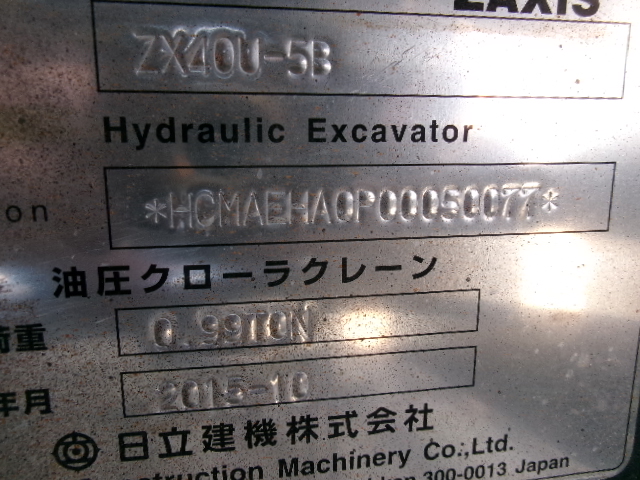 ZAXIS
ZX40U-5B
Hydraulic Excavator
*HCMAEHA0P00050077*
油圧クローラクレーン
荷重 0.99TON
年月 2015-10
日立建機株式会社
Construction Machinery Co.,Ltd.
300-0013 Japan